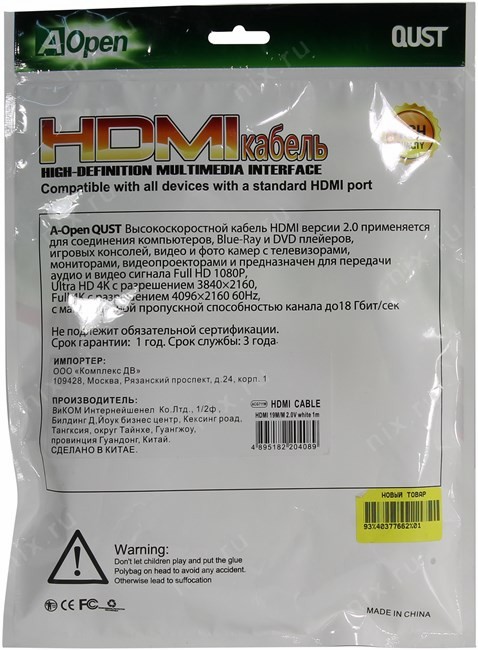 AOpen
QUST
HDMI кабель
HIGH-DEFINITION MULTIMEDIA INTERFACE
Compatible with all devices with a standard HDMI port
A-Open QUST Высокоскоростной кабель HDMI версии 2.0 применяется
для соединения компьютеров, Blue-Ray и DVD плейеров,
игровых консолей, видео и фото камер с телевизорами,
мониторами, видеопроекторами и предназначен для передачи
аудио и видео сигнала Full HD 1080P,
Ultra HD 4K с разрешением 3840×2160,
Full 4K с разрешением 4096×2160 60Hz,
с пропускной способностью канала до18 Гбит/сек
Не подлежит обязательной сертификации.
Срок гарантии: 1 год. Срок службы: 3 года.
ИМПОРТЕР:
ООО «Комплекс ДВ»
109428, Москва, Рязанский проспект, д.24, корп. 1
ПРОИЗВОДИТЕЛЬ:
ВиКОМ Интернейшенел Ко.Лтд., 1/2ф ,
Билдинг Д,Йоук бизнес центр, Кексинг роад,
Тангксия, округ Тайнхе, Гуангжоу,
провинция Гуандонг, Китай.
СДЕЛАНО В КИТАЕ.
HDMI CABLE
HDMI 19M/M 2.0V white 1m
4 895182 204089
НОВЫЙ ТОВАР
93%40377662%01
Warning:
Don't let children play and put the glue
Polybag on head to avoid any accident.
Otherwise lead to suffocation
CE FC
MADE IN CHINA
nix.ru